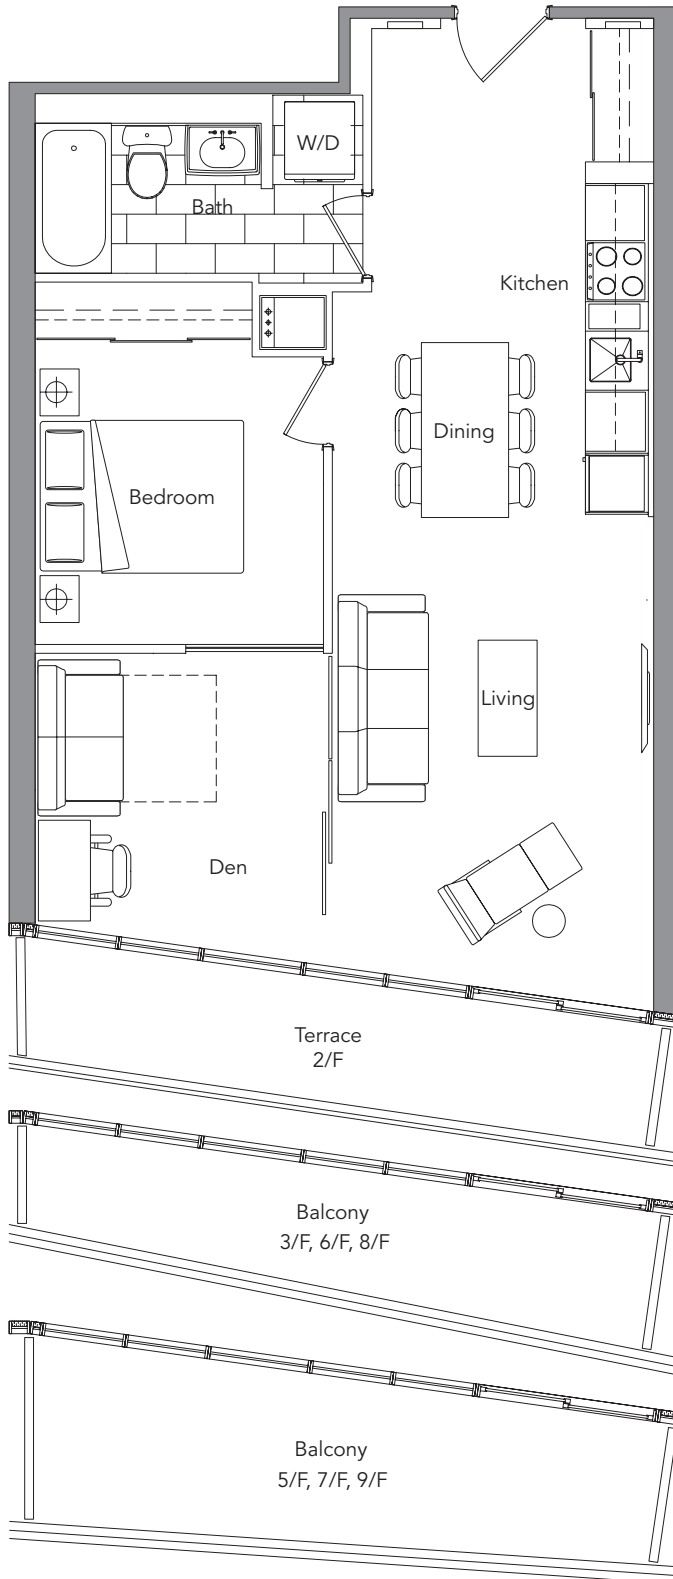 W/D
Bath
Kitchen
Dining
Bedroom
Living
Den
Terrace
2/F
Balcony
3/F, 6/F, 8/F
Balcony
5/F, 7/F, 9/F